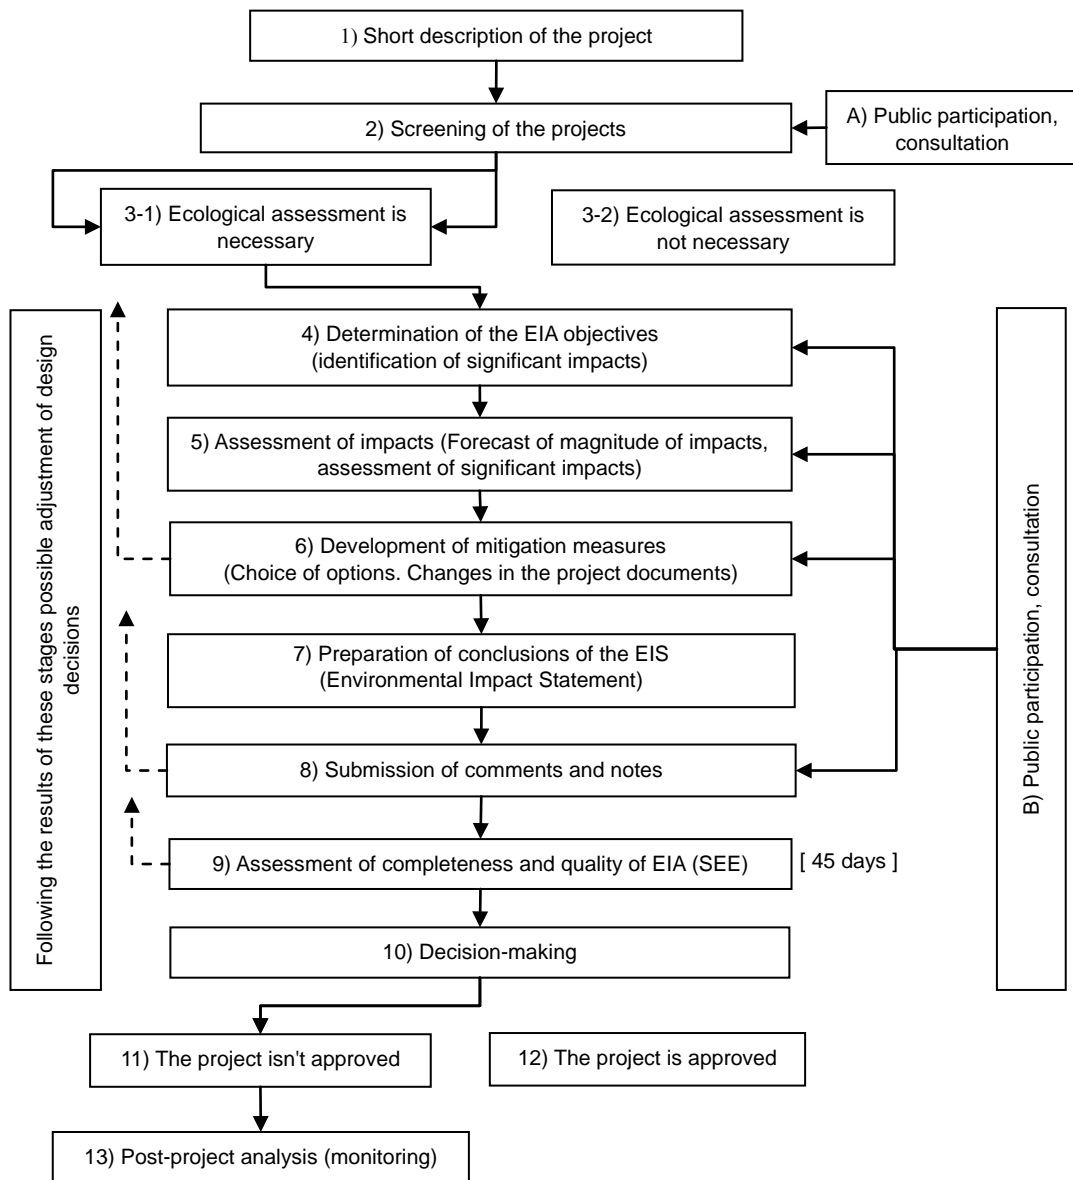 1) Short description of the project
2) Screening of the projects
A) Public participation,
consultation
3-1) Ecological assessment is
necessary
3-2) Ecological assessment is
not necessary
Following the results of these stages possible adjustment of design
decisions
4) Determination of the EIA objectives
(identification of significant impacts)
5) Assessment of impacts (Forecast of magnitude of impacts,
assessment of significant impacts)
6) Development of mitigation measures
(Choice of options. Changes in the project documents)
7) Preparation of conclusions of the EIS
(Environmental Impact Statement)
8) Submission of comments and notes
9) Assessment of completeness and quality of EIA (SEE)
[ 45 days ]
B) Public participation, consultation
10) Decision-making
11) The project isn't approved
12) The project is approved
13) Post-project analysis (monitoring)